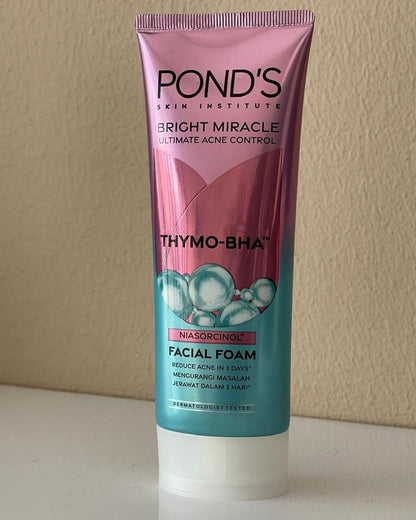 POND'S
SKIN INSTITUTE
BRIGHT MIRACLE
ULTIMATE ACNE CONTROL
THYMO-BHA™
NIASORCINOL™
FACIAL FOAM
REDUCE ACNE IN 3 DAYS*
MENGURANGI MASALAH
JERAWAT DALAM 3 HARI*
DERMATOLOGIST TESTED